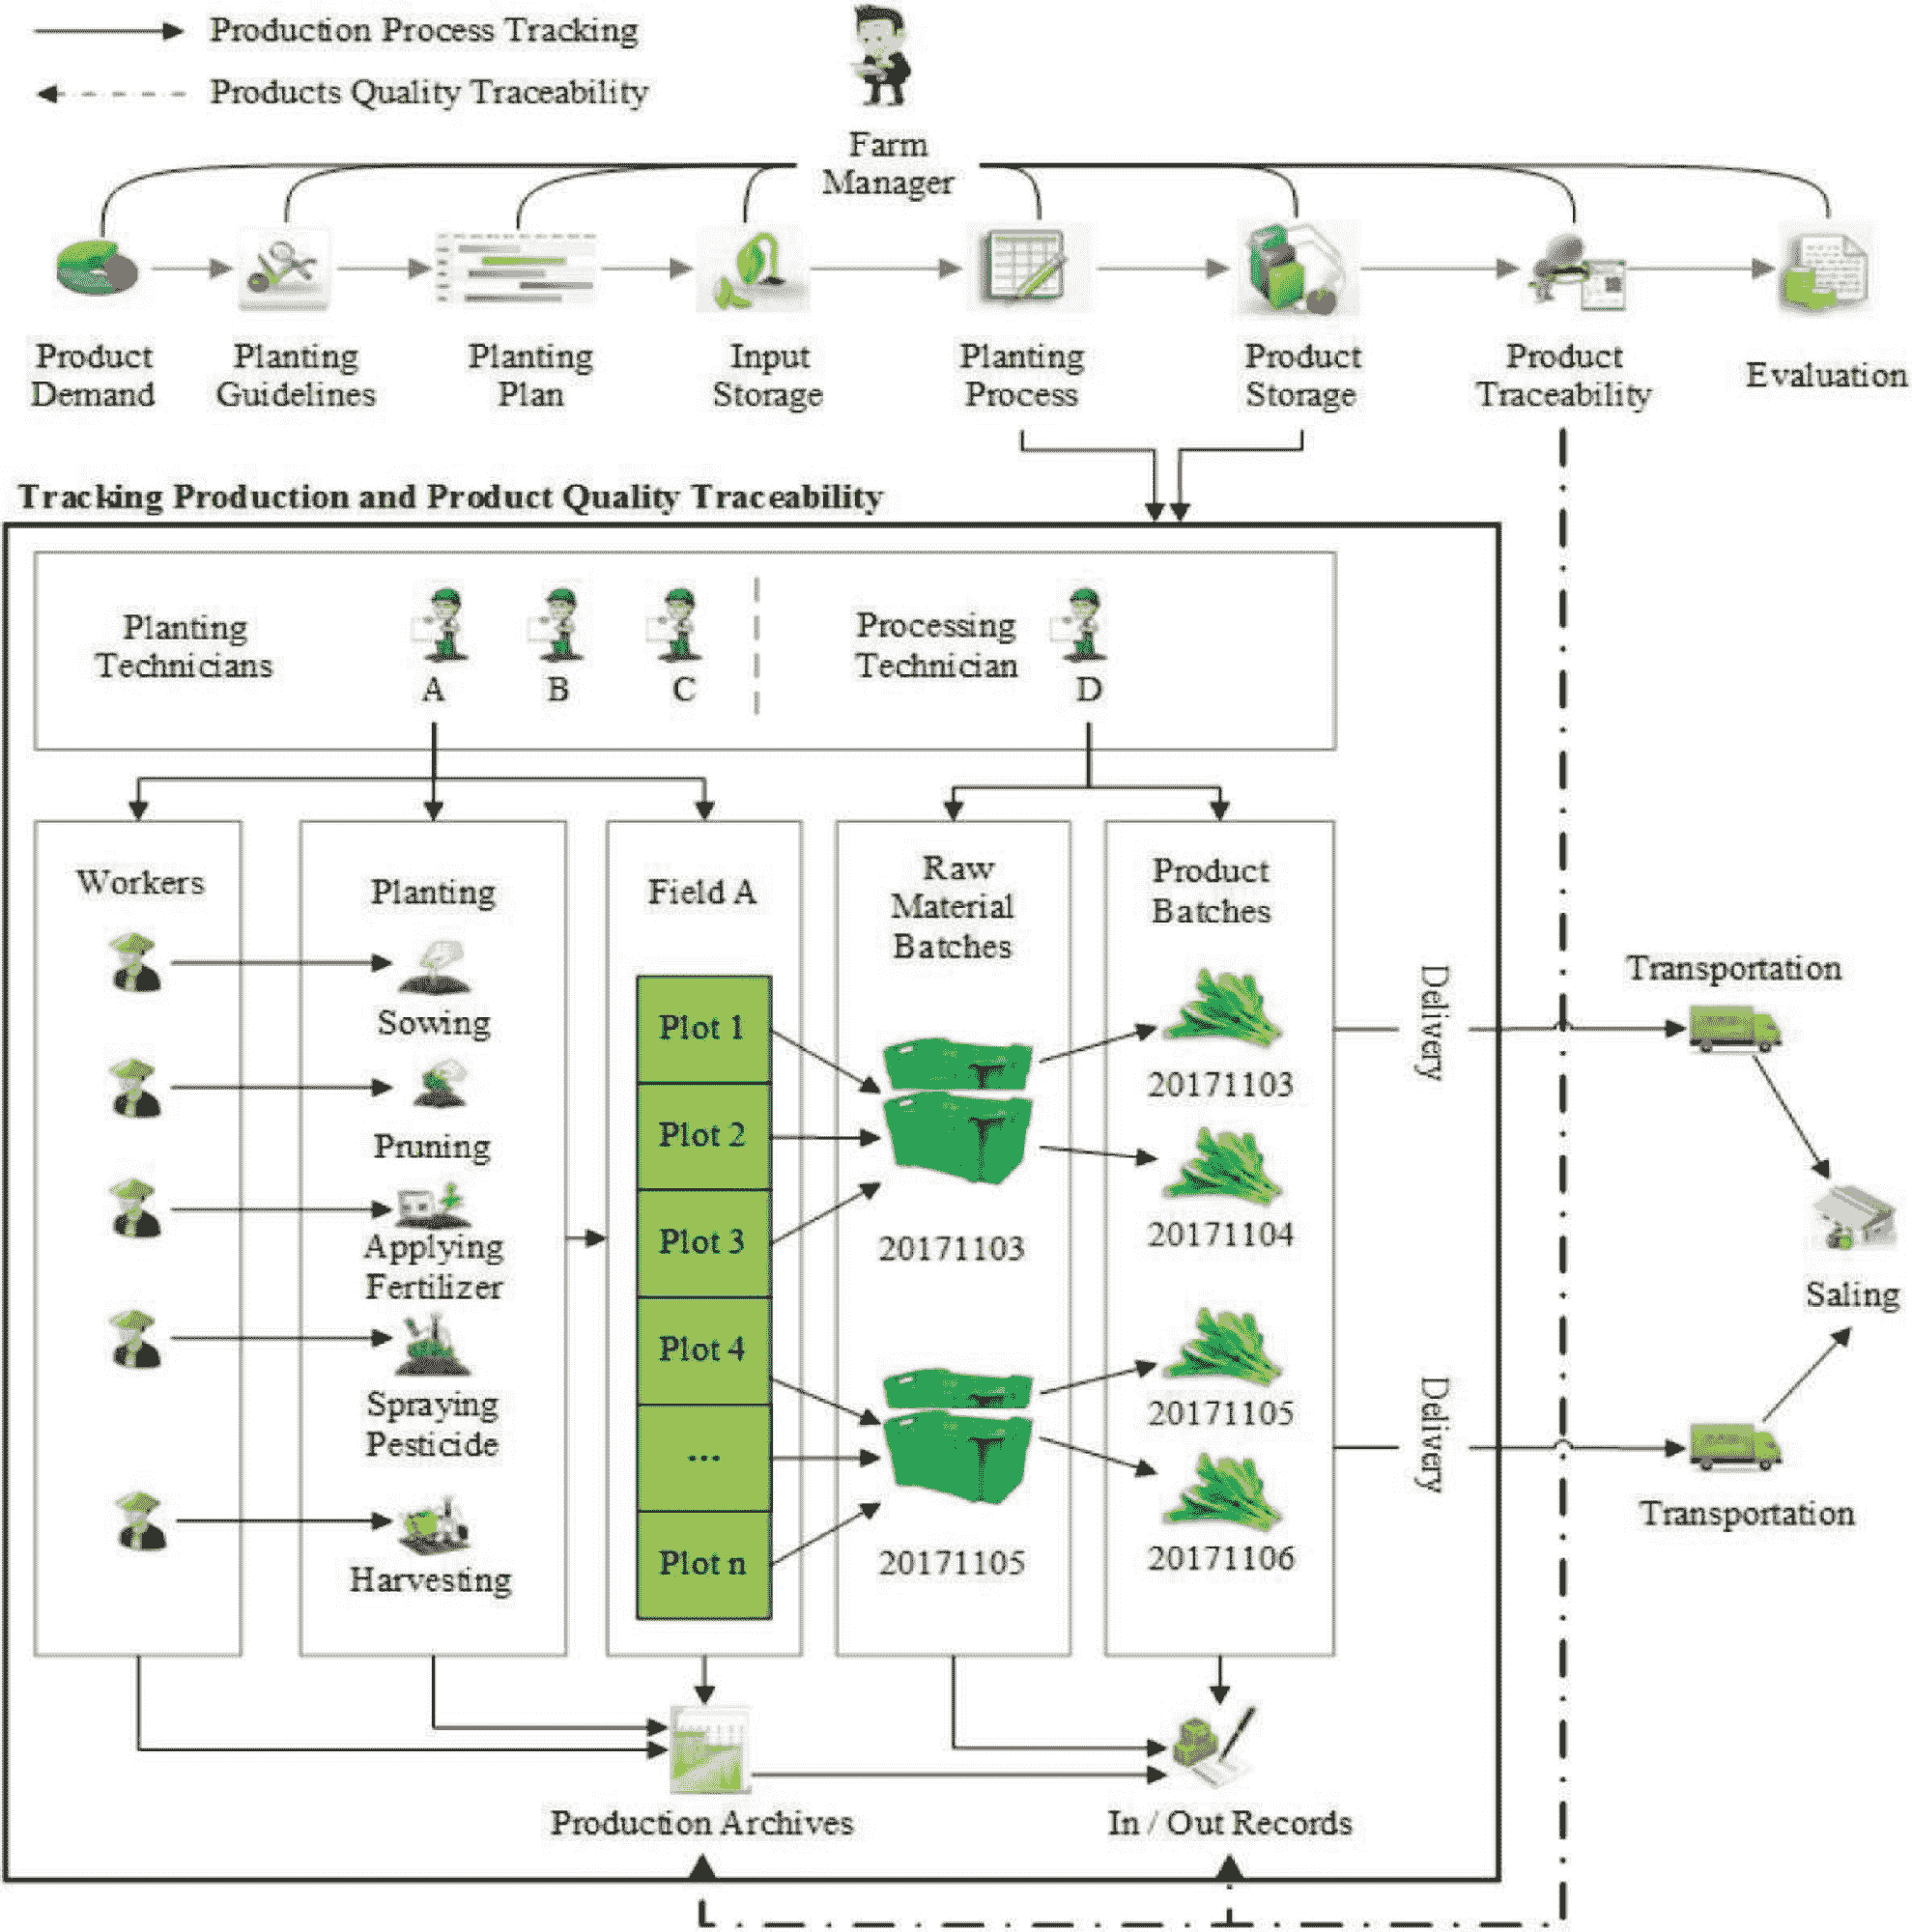 Production Process Tracking
Products Quality Traceability
Farm
Manager
Product
Demand
Planting
Guidelines
Planting
Plan
Input
Storage
Planting
Process
Product
Storage
Product
Traceability
Evaluation
Tracking Production and Product Quality Traceability
Planting
Technicians
A
B
C
Processing
Technician
D
Workers
Planting
Sowing
Pruning
Applying
Fertilizer
Spraying
Pesticide
Harvesting
Field A
Plot 1
Plot 2
Plot 3
Plot 4
...
Plot n
Raw
Material
Batches
20171103
20171105
Product
Batches
20171103
20171104
20171105
20171106
Delivery
Delivery
Transportation
Saling
Transportation
Production Archives
In / Out Records